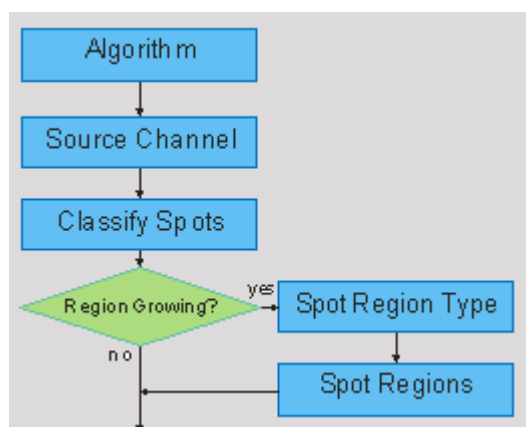 Algorithm
Source Channel
Classify Spots
Region Growing?
yes
Spot Region Type
no
Spot Regions